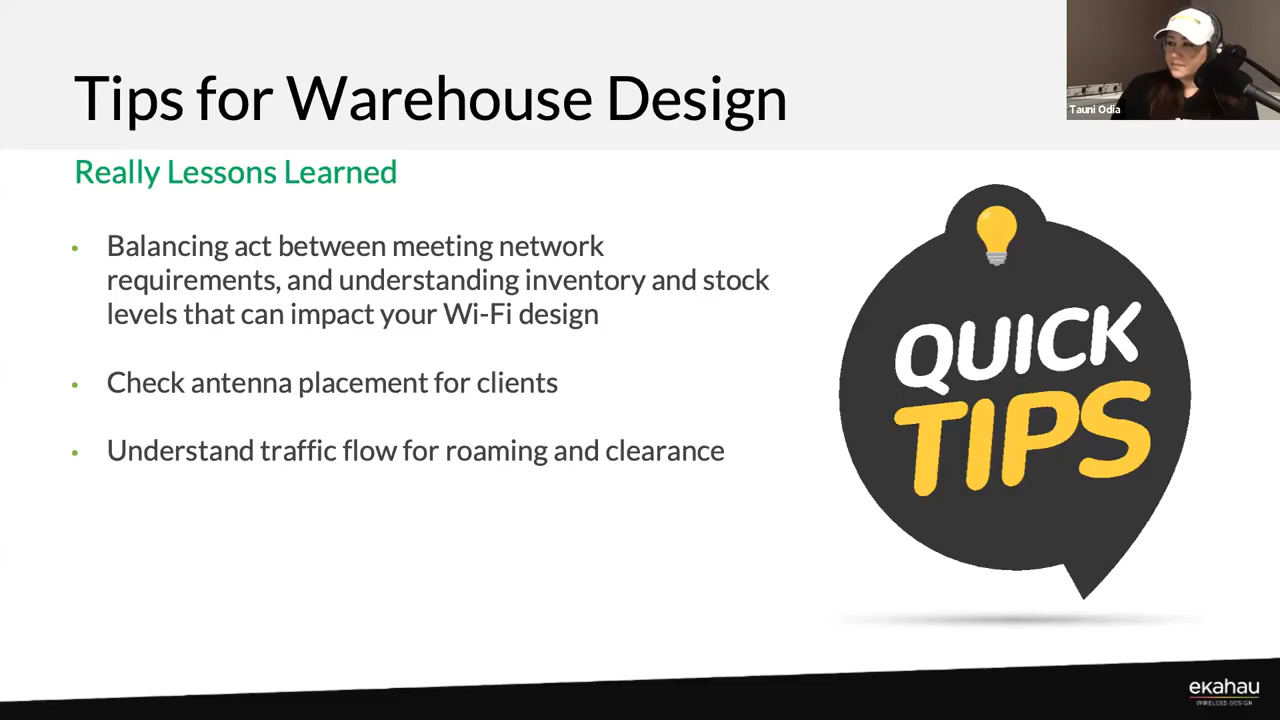 Tips for Warehouse Design
Tauni Odia
Really Lessons Learned
• Balancing act between meeting network
requirements, and understanding inventory and stock
levels that can impact your Wi-Fi design
• Check antenna placement for clients
• Understand traffic flow for roaming and clearance
QUICK
TIPS
ekahau
WIRELESS DESIGN